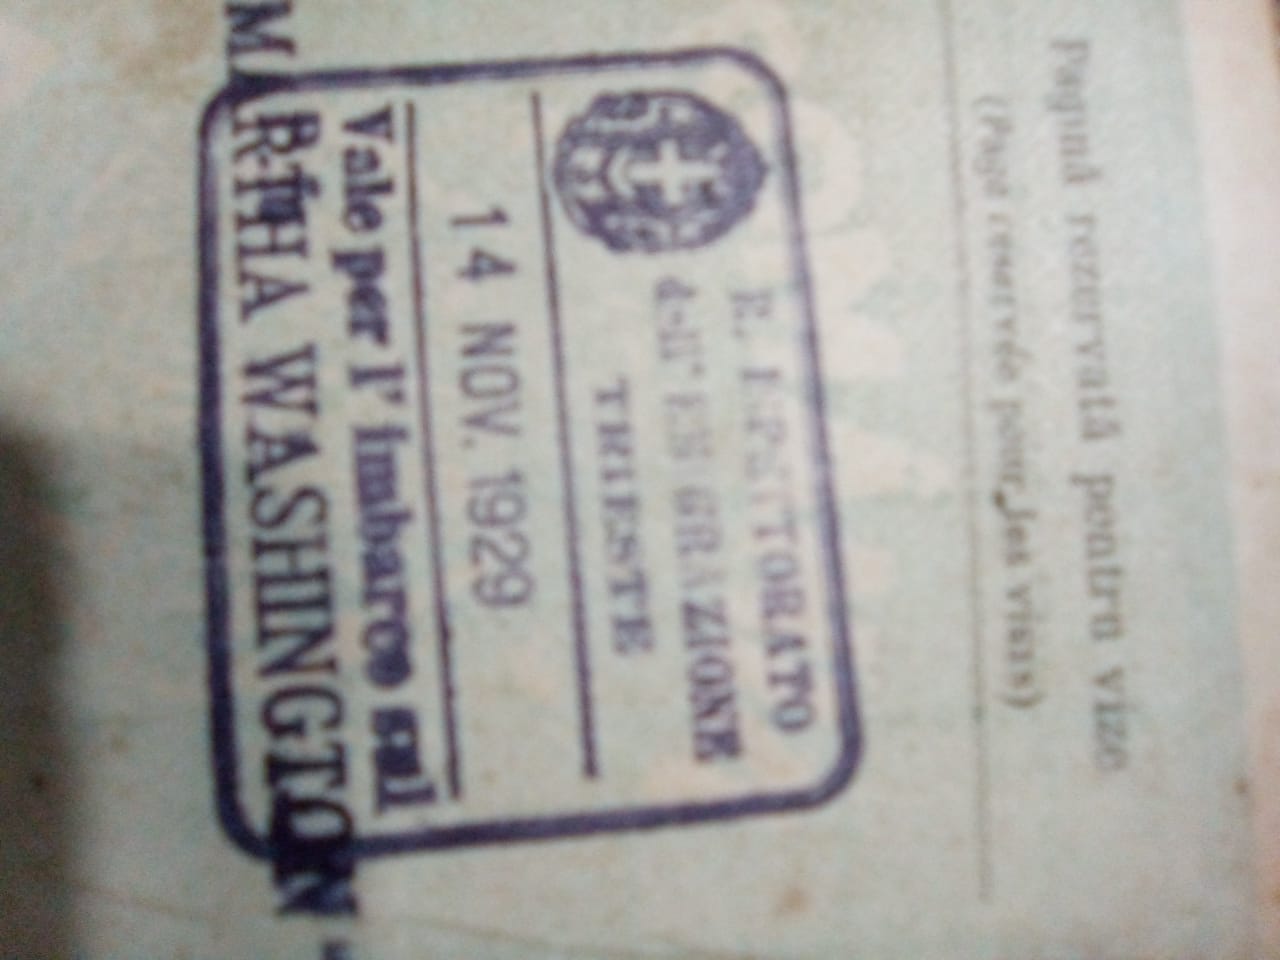 Pagină rezervată pentru vize
(Page reservée pour les visas)
R. ISPETTORATO
dell' EMIGRAZIONE
TRIESTE
14 NOV. 1929
Vale per l' imbarco sul
MARTHA WASHINGTON